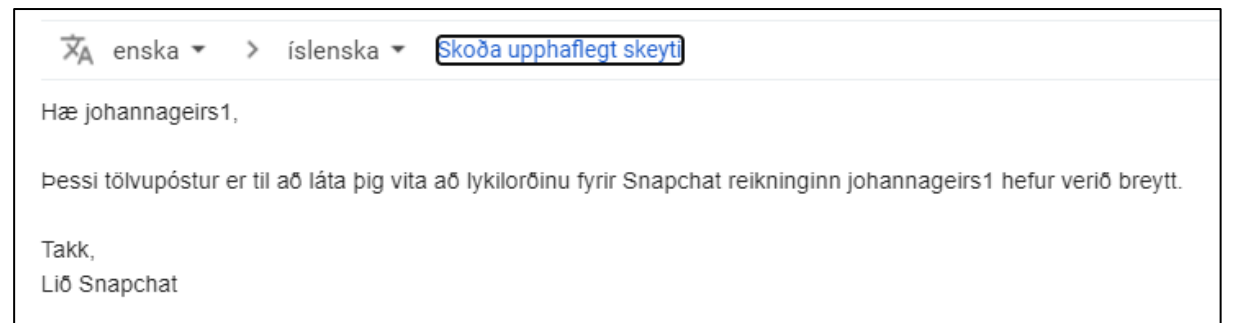 enska > íslenska Skoða upphaflegt skeyti
Hæ johannageirs1,
Þessi tölvupóstur er til að láta þig vita að lykilorðinu fyrir Snapchat reikninginn johannageirs1 hefur verið breytt.
Takk,
Lið Snapchat